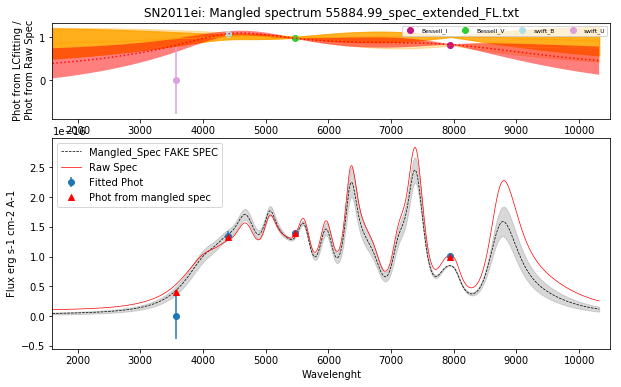 SN2011ei: Mangled spectrum 55884.99_spec_extended_FL.txt
Phot from LCfitting /
Phot from Raw Spec
1
0
Bessell_I
Bessell_V
swift_B
swift_U
2000 3000 4000 5000 6000 7000 8000 9000 10000
1e−16
Flux erg s-1 cm-2 A-1
2.5
2.0
1.5
1.0
0.5
0.0
−0.5
Mangled_Spec FAKE SPEC
Raw Spec
Fitted Phot
Phot from mangled spec
2000 3000 4000 5000 6000 7000 8000 9000 10000
Wavelenght